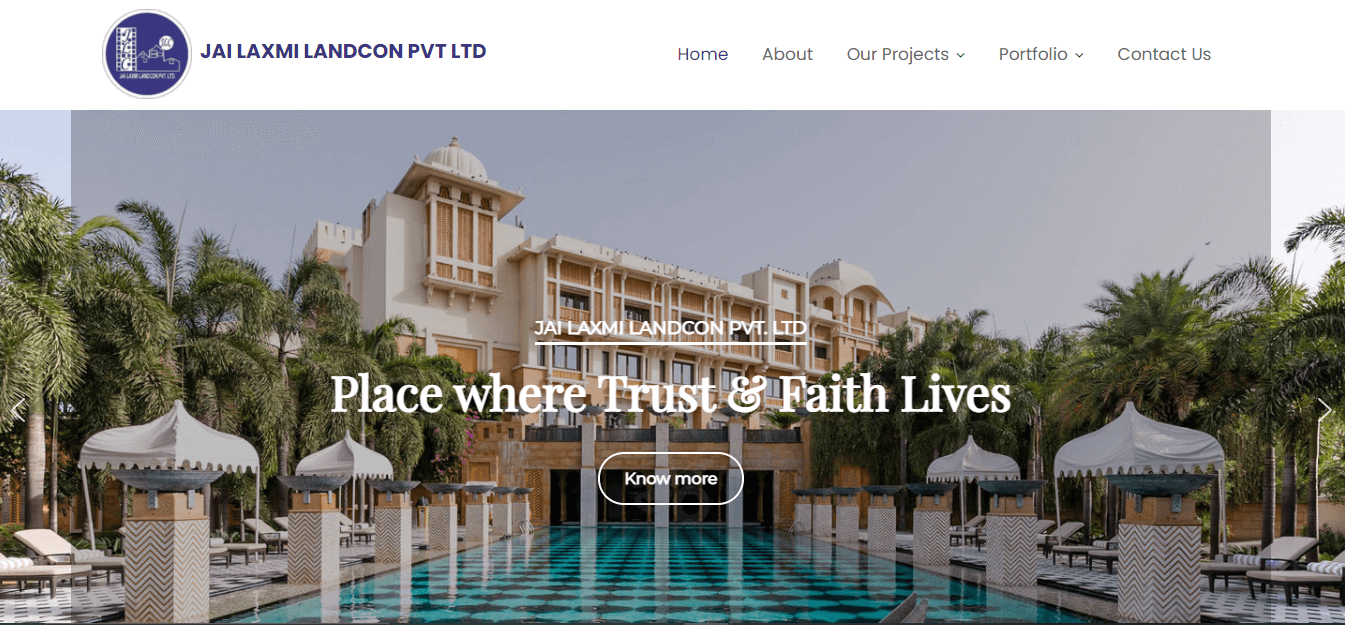 JLLC
JAI LAXMI LANDCON PVT. LTD.
JAI LAXMI LANDCON PVT LTD
Home About Our Projects Portfolio Contact Us
JAI LAXMI LANDCON PVT. LTD
Place where Trust & Faith Lives
Know more